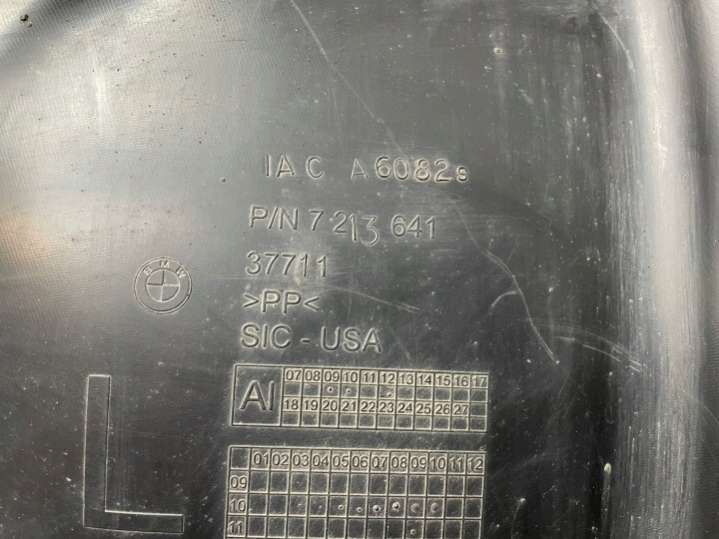 IAC A6082s
P/N 7 213 641
BMW
37711
>PP<
SIC - USA
AI
07 08 09 10 11 12 13 14 15 16 17
18 19 20 21 22 23 24 25 26 27
L
01 02 03 04 05 06 07 08 09 10 11 12
09
10
11